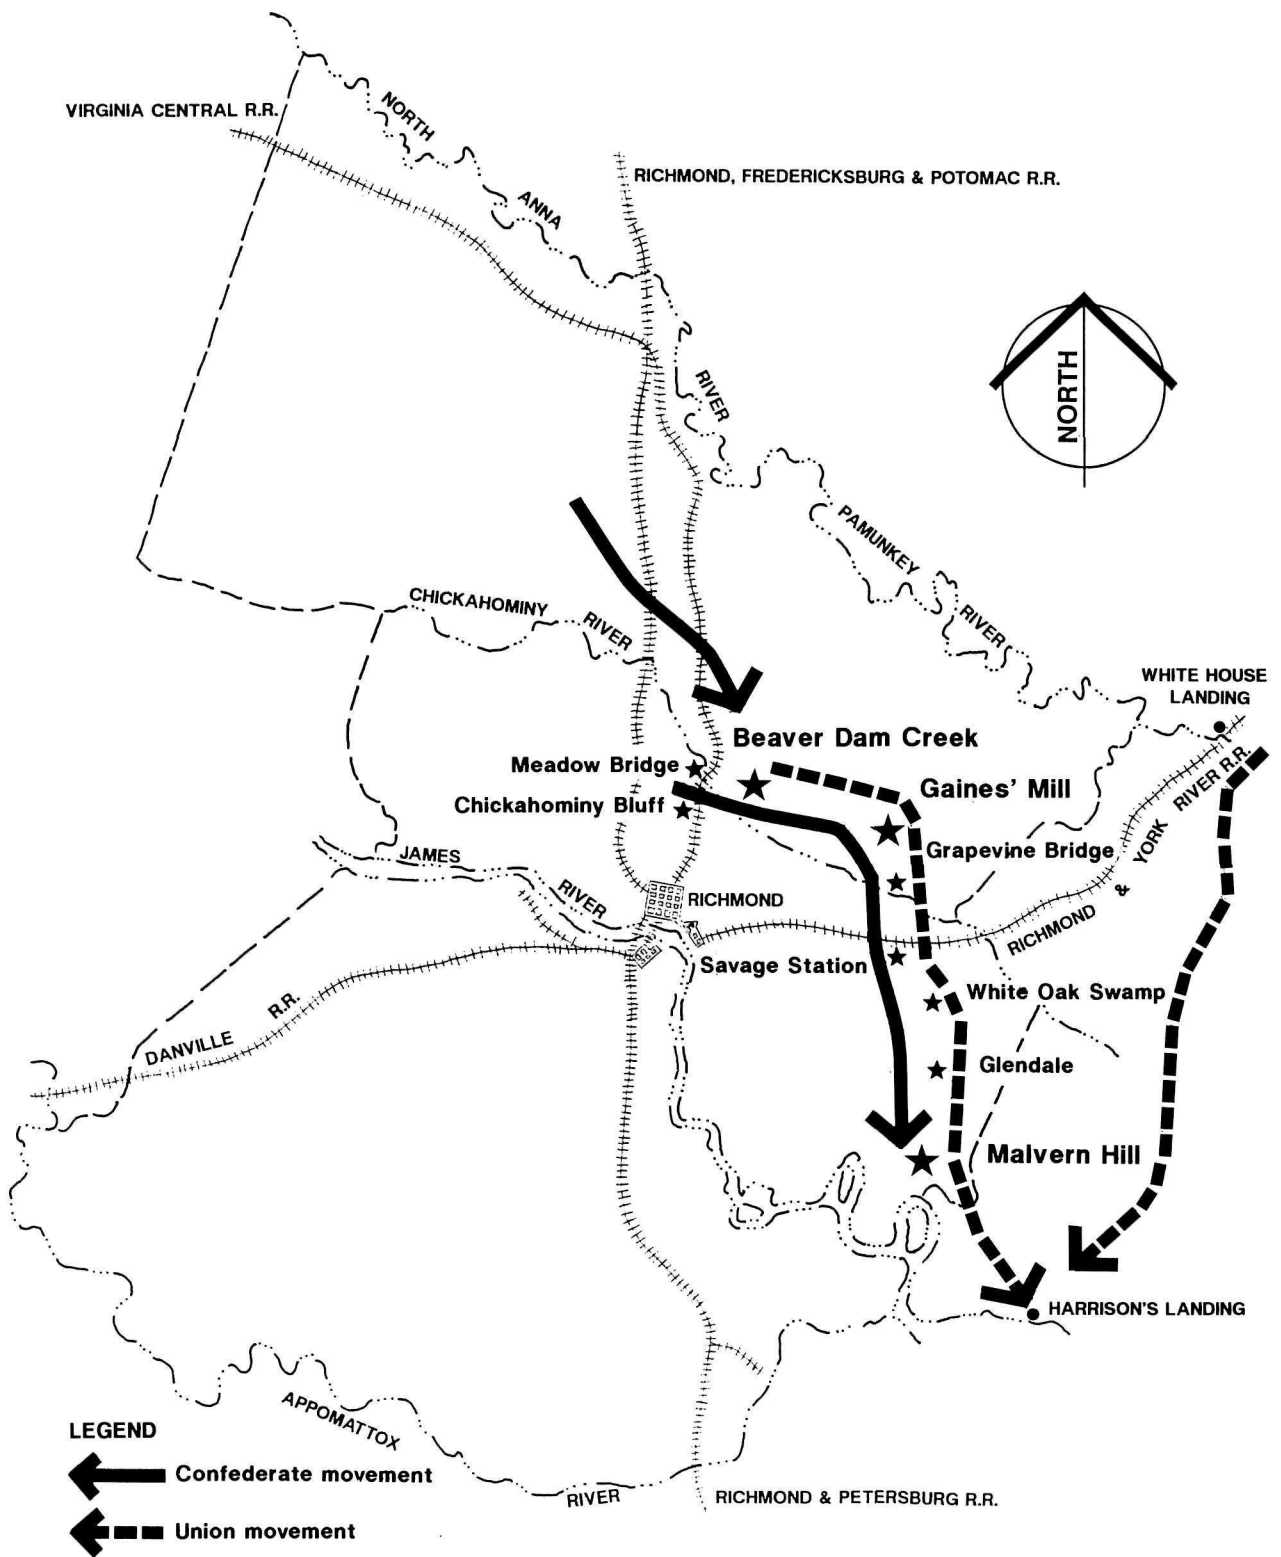 VIRGINIA CENTRAL R.R.
NORTH
ANNA
RIVER
RICHMOND, FREDERICKSBURG & POTOMAC R.R.
NORTH
PAMUNKEY
RIVER
CHICKAHOMINY
RIVER
WHITE HOUSE
LANDING
Beaver Dam Creek
Meadow Bridge
Gaines' Mill
Chickahominy Bluff
Grapevine Bridge
RICHMOND & YORK RIVER R.R.
JAMES
RIVER
RICHMOND
Savage Station
White Oak Swamp
DANVILLE R.R.
Glendale
Malvern Hill
HARRISON'S LANDING
APPOMATTOX
RIVER
RICHMOND & PETERSBURG R.R.
LEGEND
Confederate movement
Union movement